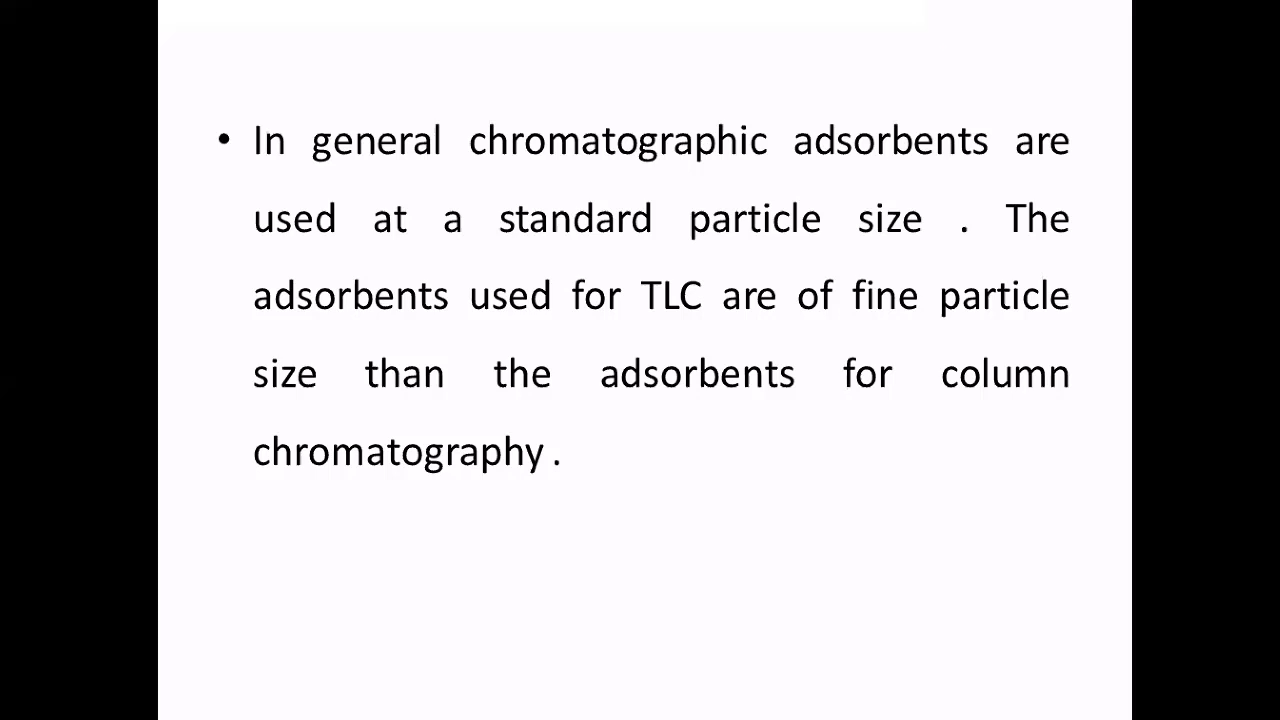 • In general chromatographic adsorbents are
used at a standard particle size . The
adsorbents used for TLC are of fine particle
size than the adsorbents for column
chromatography .